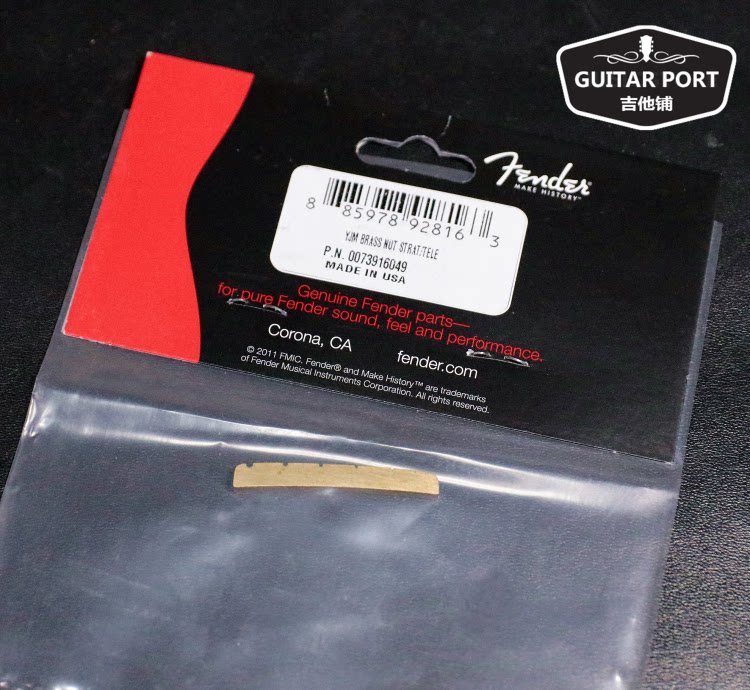 GUITAR PORT
吉他铺
Fender
MAKE HISTORY™
8 85978 92816 3
YJM BRASS NUT STRAT/TELE
P.N. 0073916049
MADE IN USA
Genuine Fender parts—
for pure Fender sound, feel and performance.
Corona, CA fender.com
© 2011 FMIC. Fender® and Make History™ are trademarks
of Fender Musical Instruments Corporation. All rights reserved.